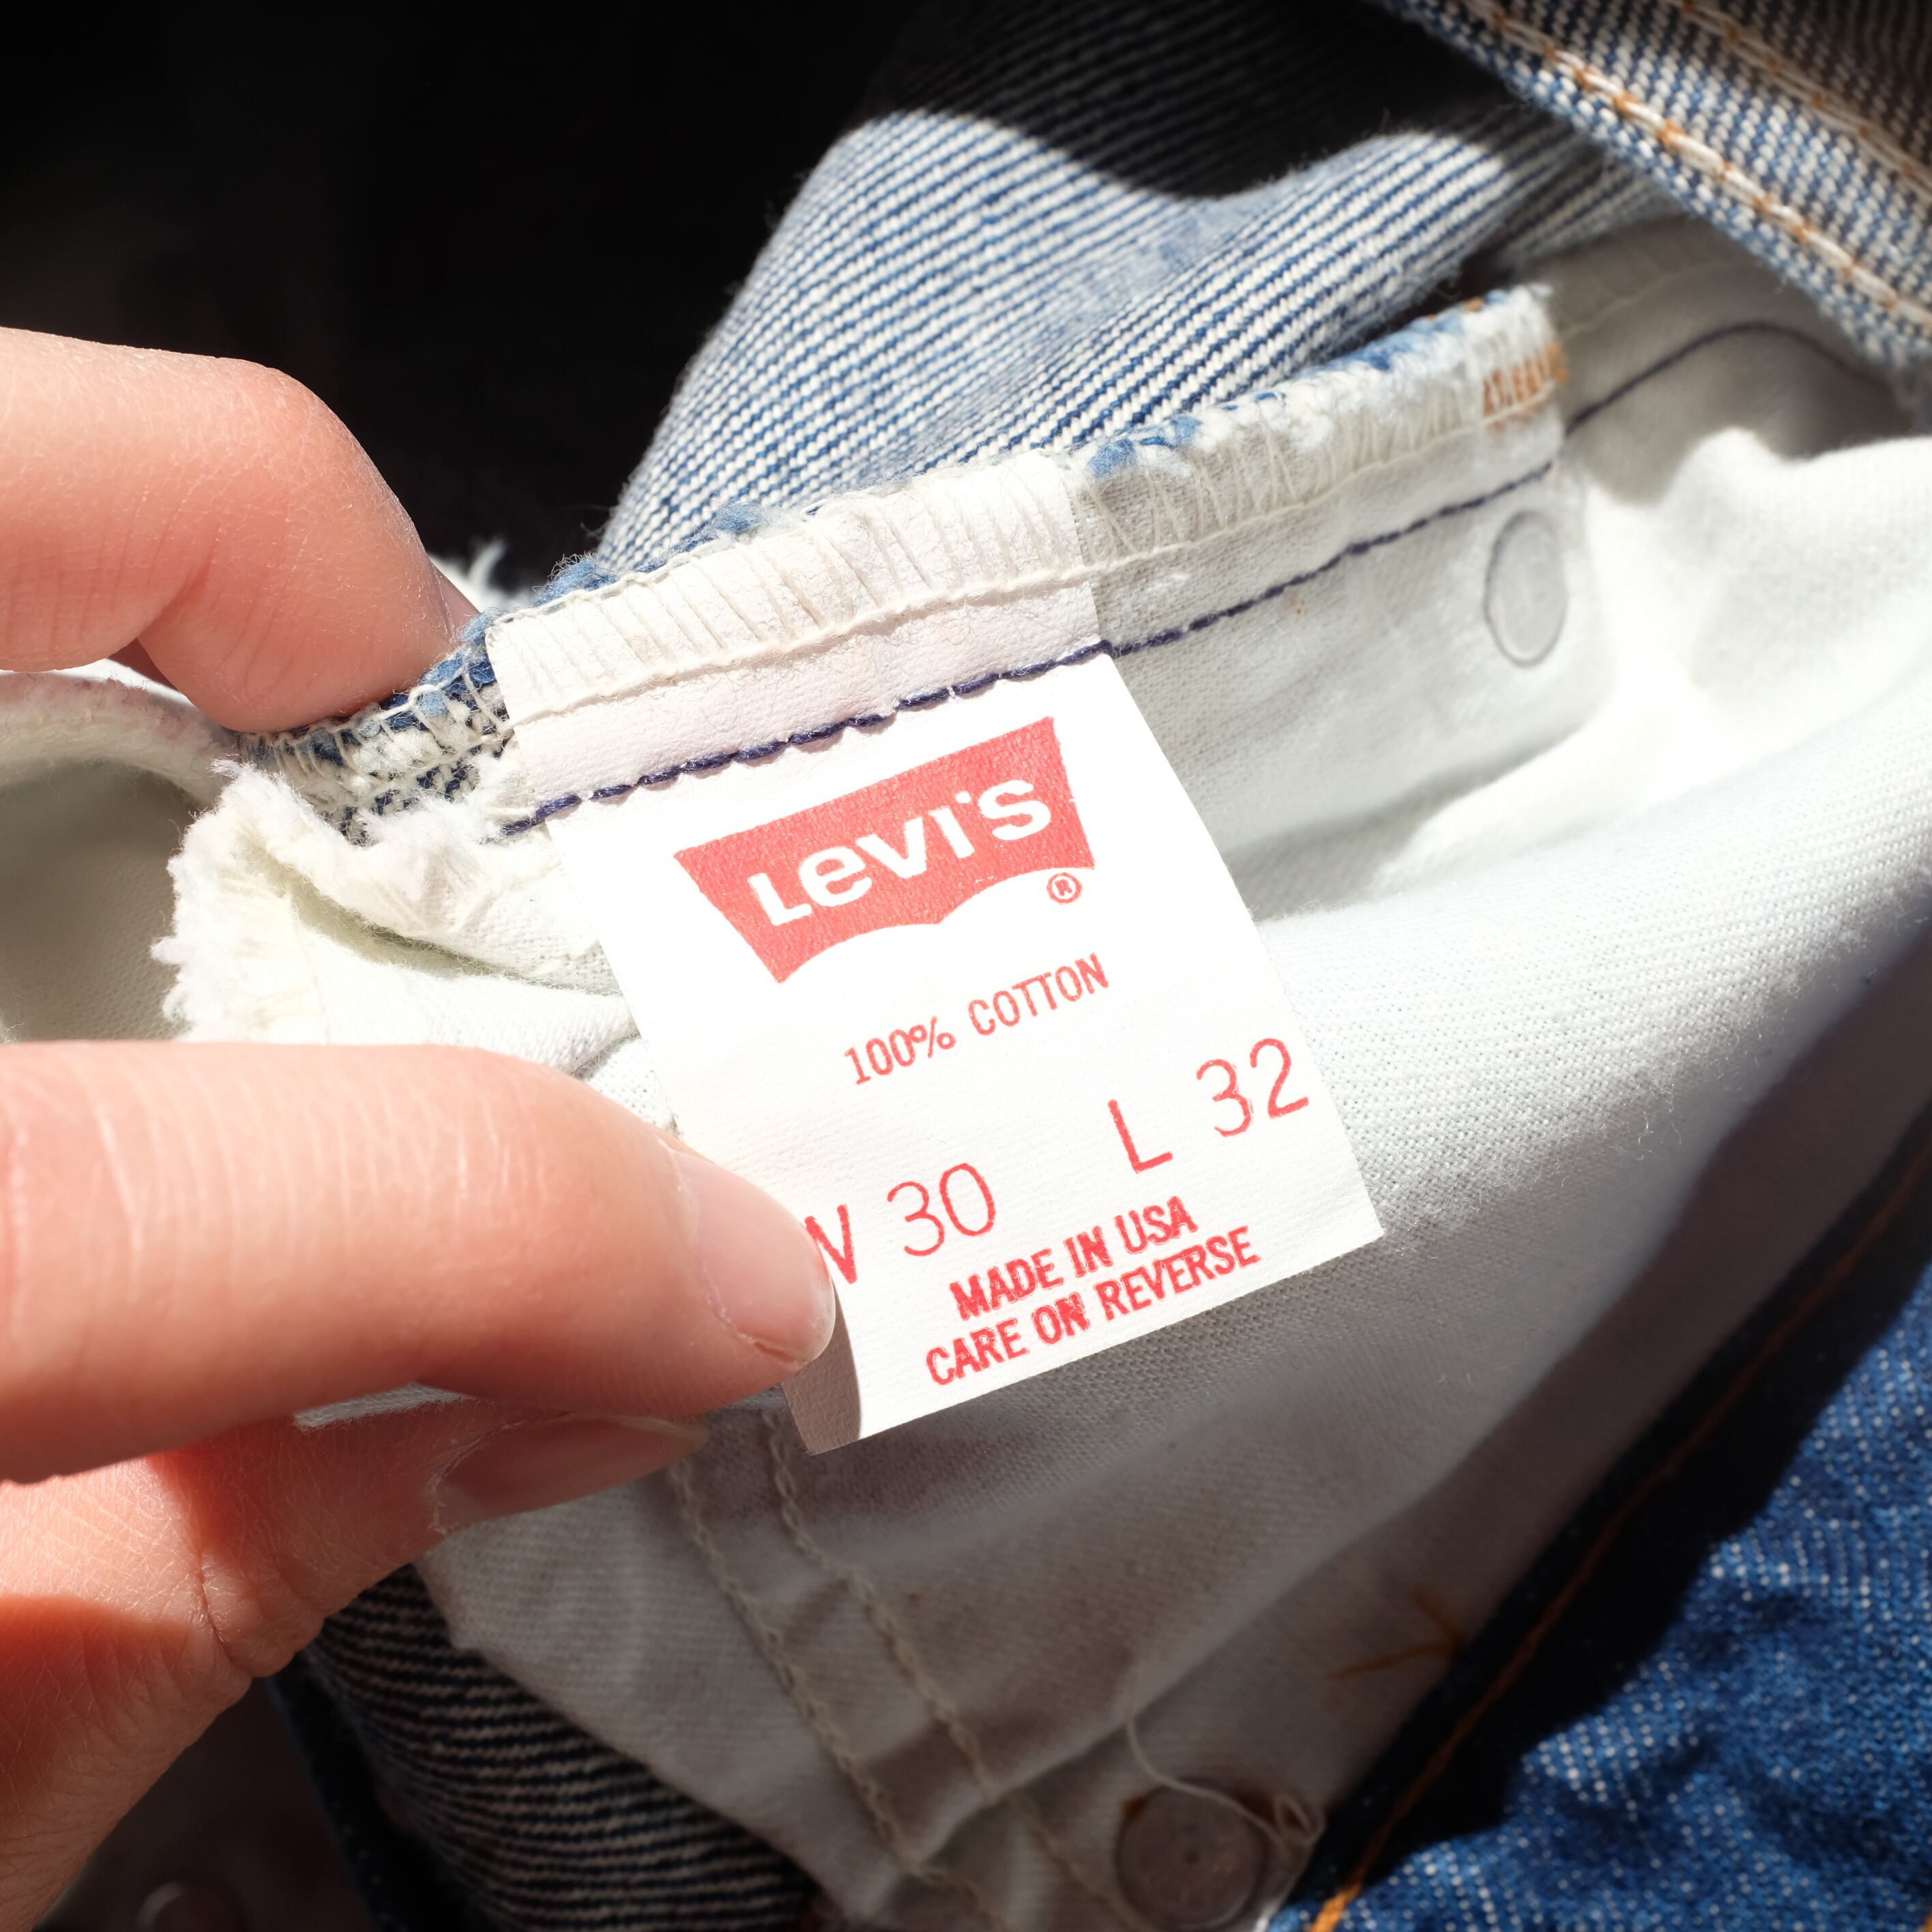 Levi's
®
100% COTTON
W 30 L 32
MADE IN USA
CARE ON REVERSE